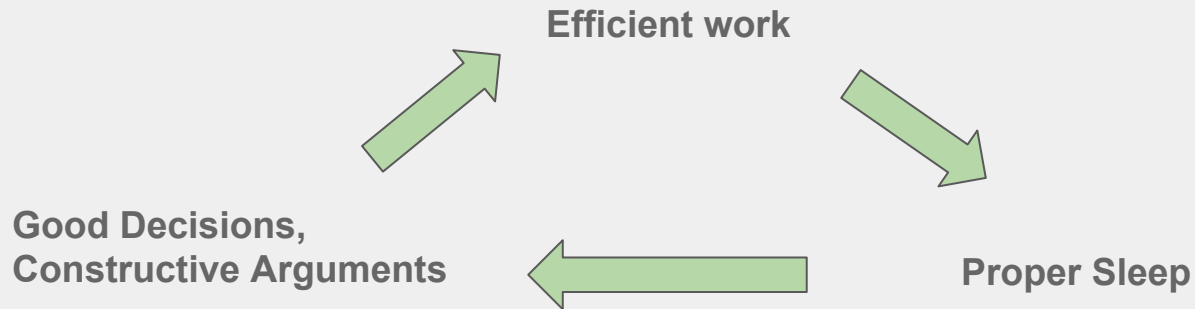 Efficient work
Good Decisions,
Constructive Arguments
Proper Sleep